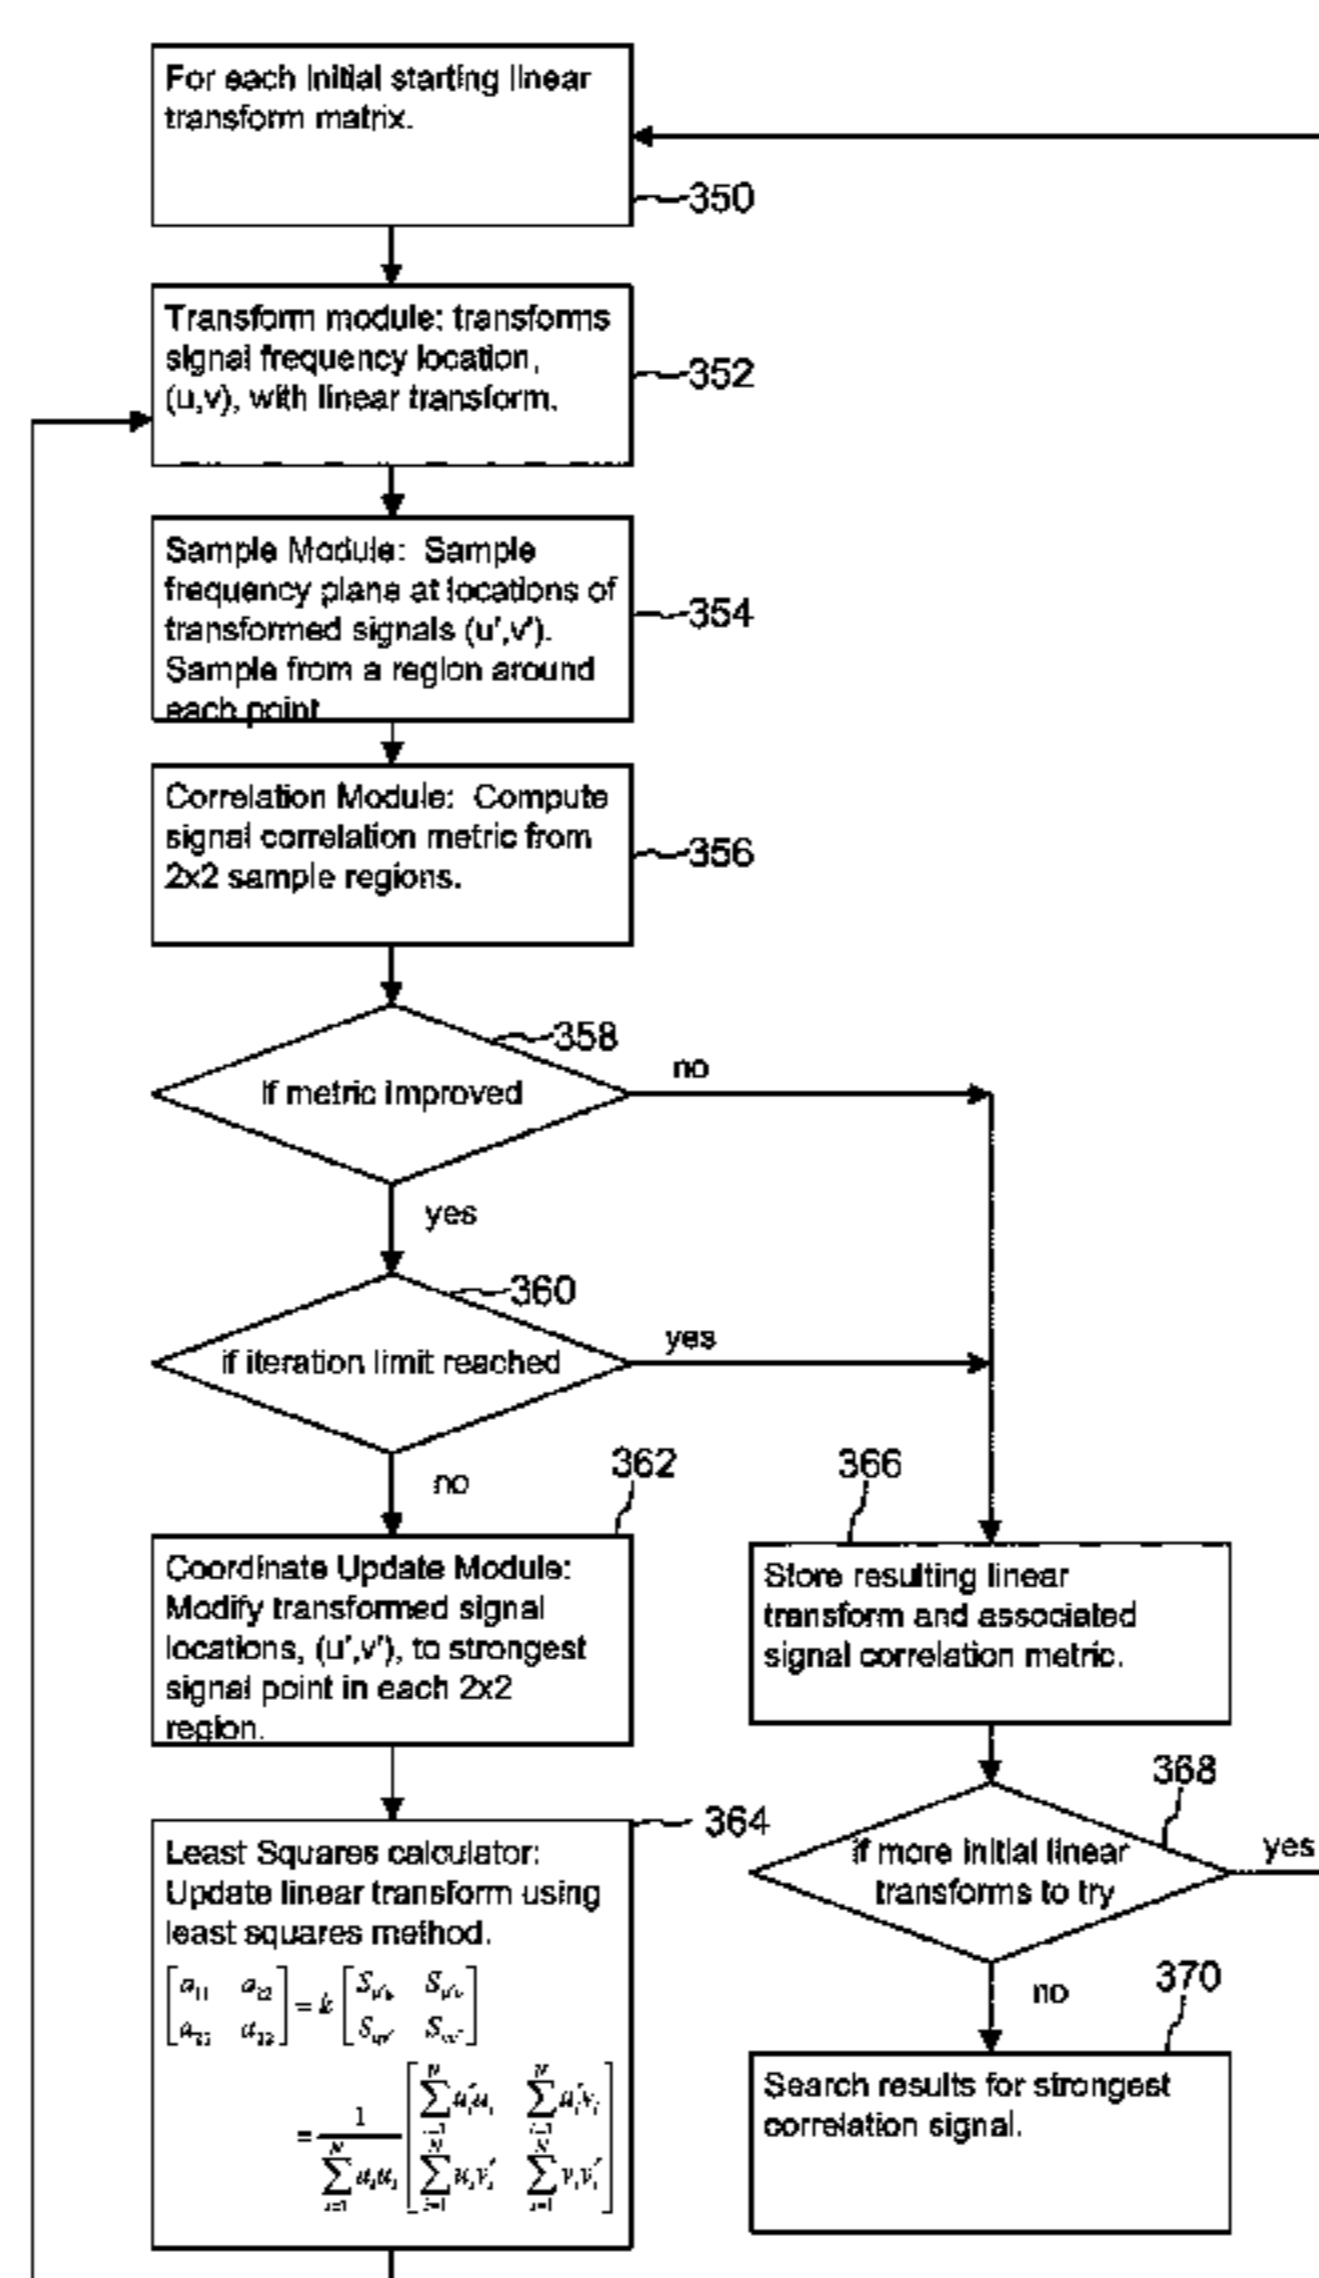 For each initial starting linear
transform matrix.
350
Transform module: transforms
signal frequency location,
(u,v), with linear transform.
352
Sample Module: Sample
frequency plane at locations of
transformed signals (u',v').
Sample from a region around
each point
354
Correlation Module: Compute
signal correlation metric from
2x2 sample regions.
356
358
If metric improved
no
yes
360
if iteration limit reached
yes
no
362
Coordinate Update Module:
Modify transformed signal
locations, (u',v'), to strongest
signal point in each 2x2
region.
366
Store resulting linear
transform and associated
signal correlation metric.
364
Least Squares calculator:
Update linear transform using
least squares method.
368
if more initial linear
transforms to try
yes
no
370
Search results for strongest
correlation signal.